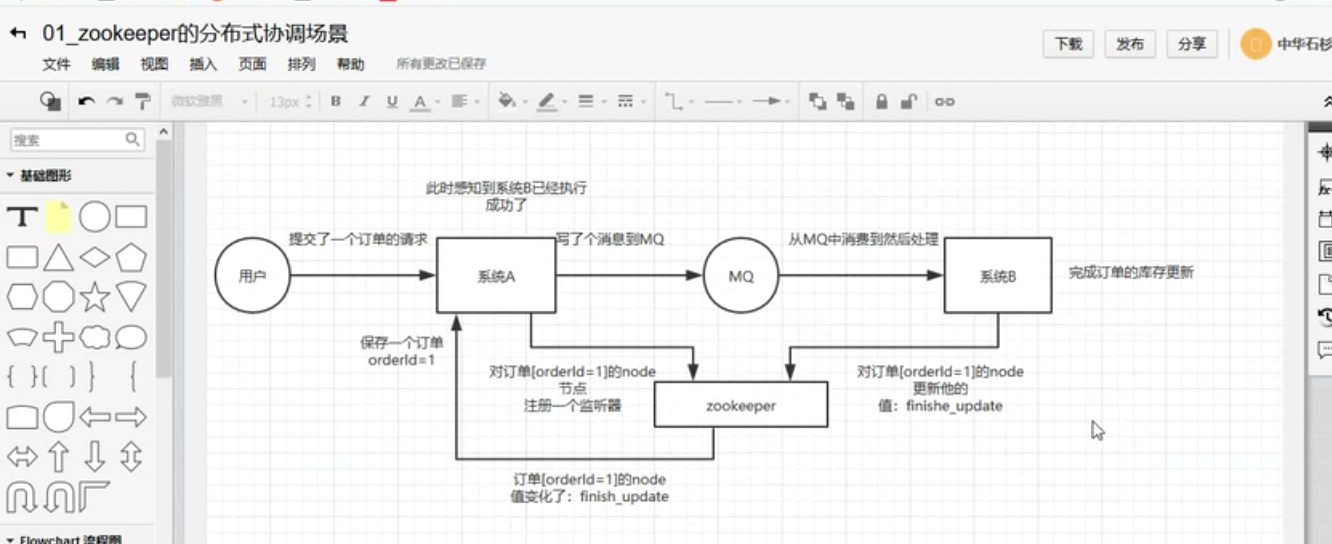 01_zookeeper的分布式协调场景
下载
发布
分享
中华石杉
文件 编辑 视图 插入 页面 排列 帮助 所有更改已保存
微软雅黑 13px B I U A
搜索
基础图形
T
此时感知到系统B已经执行
成功了
提交了一个订单的请求
写了个消息到MQ
从MQ中消费到然后处理
用户
系统A
MQ
系统B
完成订单的库存更新
保存一个订单
orderId=1
对订单[orderId=1]的node
节点
注册一个监听器
zookeeper
对订单[orderId=1]的node
更新他的
值：finishe_update
订单[orderId=1]的node
值变化了：finish_update
Flowchart 流程图